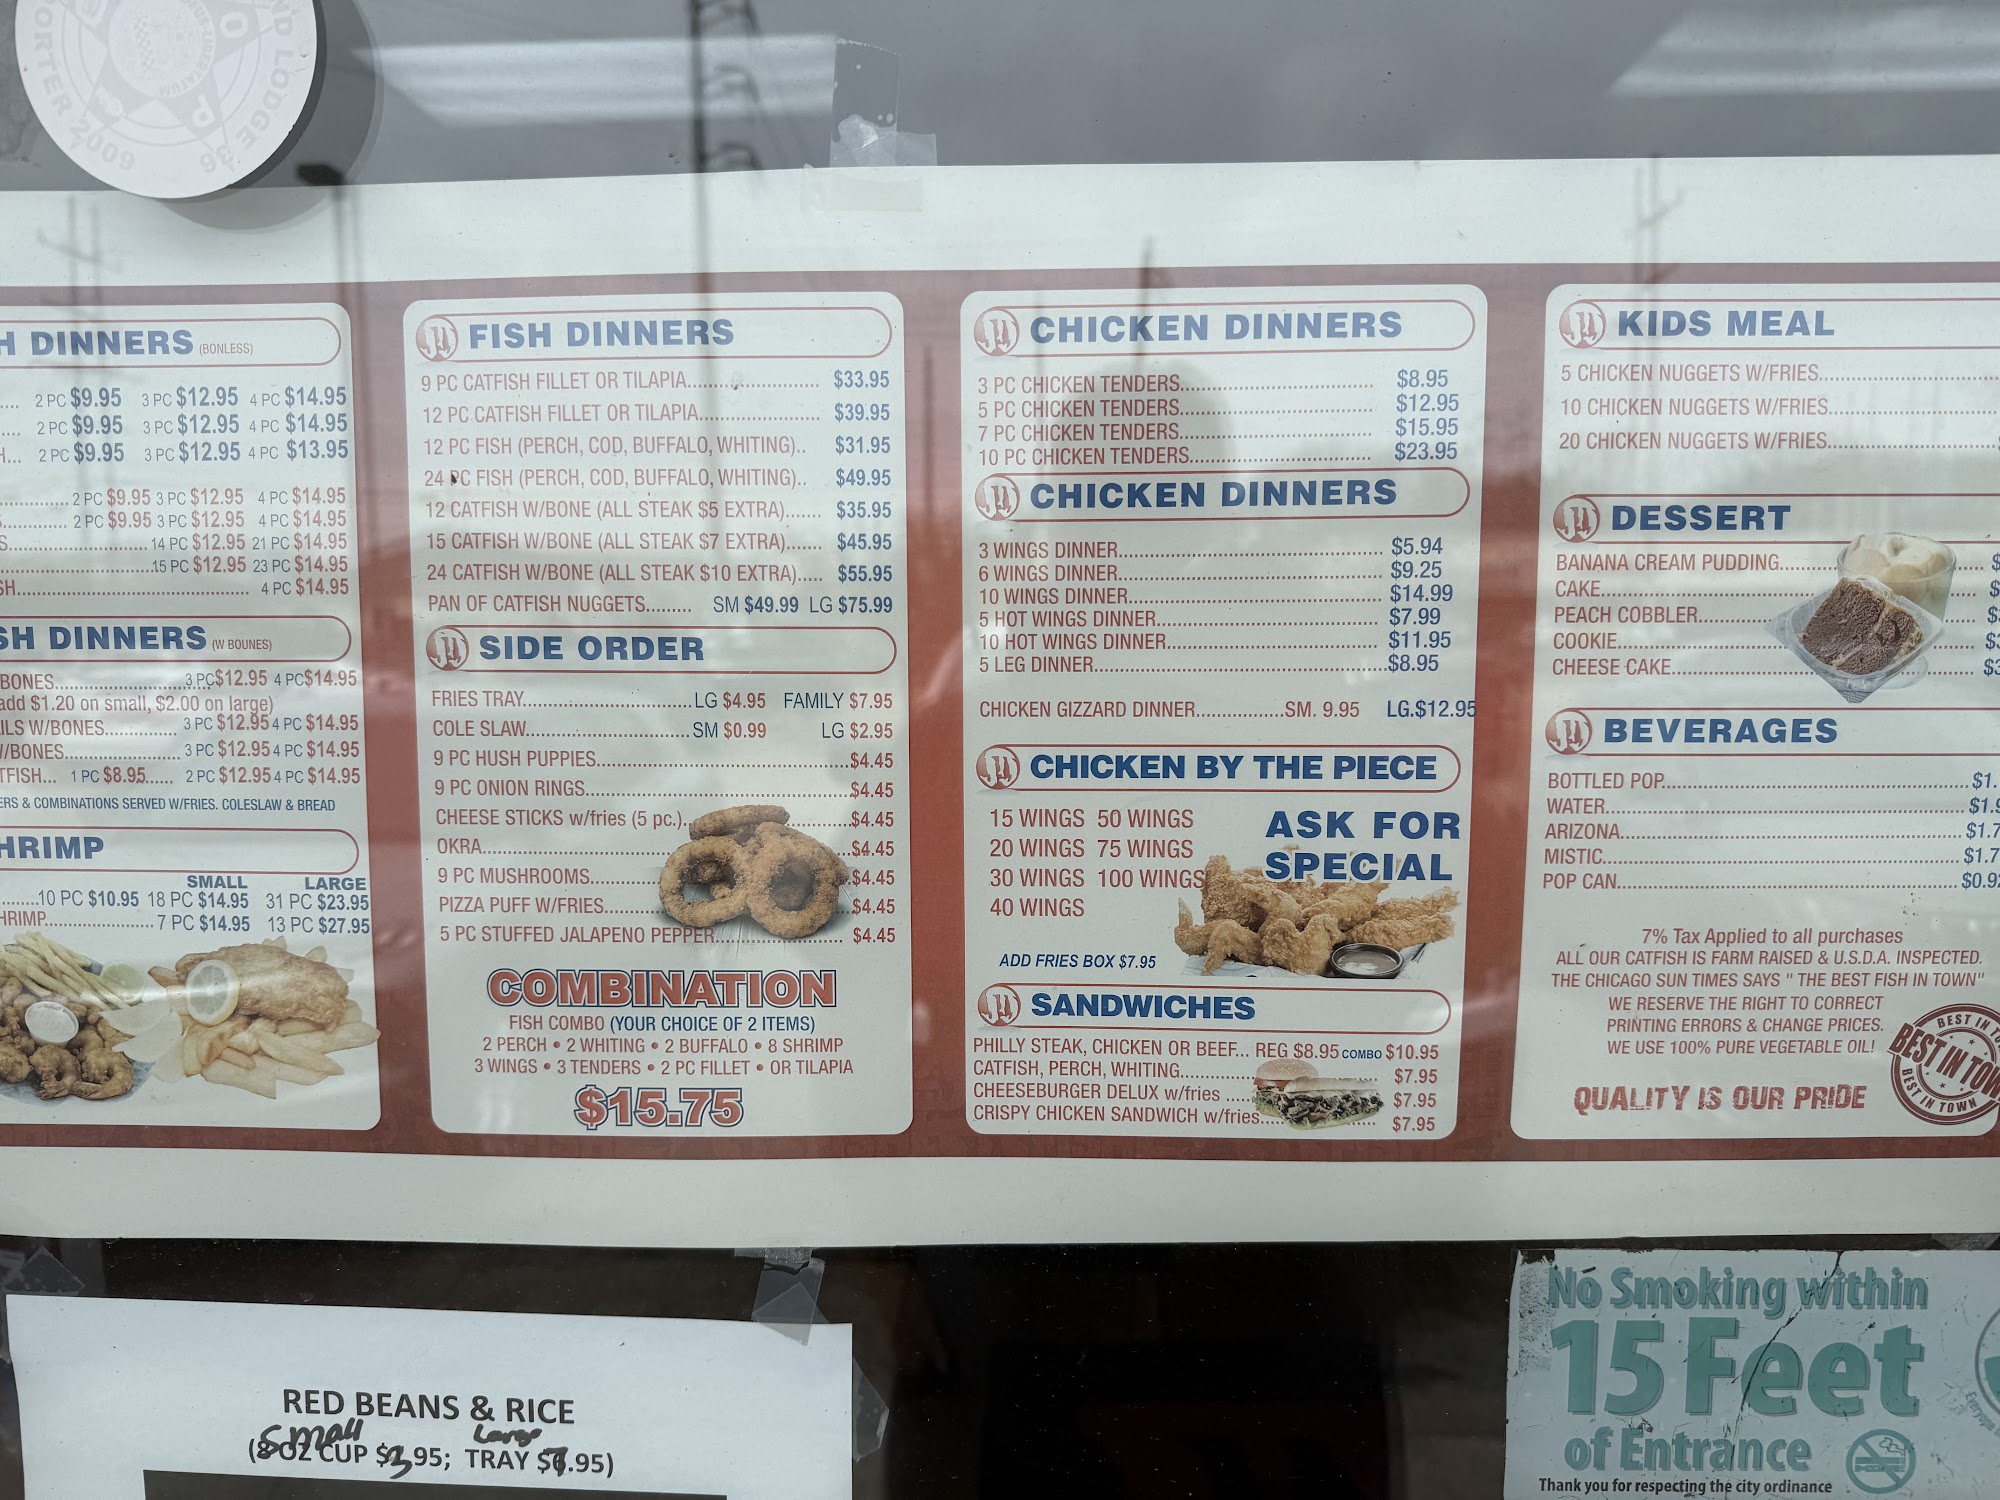 ORTER 2009
ND LODGE
36
H DINNERS (BONLESS)
2 PC $9.95 3 PC $12.95 4 PC $14.95
2 PC $9.95 3 PC $12.95 4 PC $14.95
2 PC $9.95 3 PC $12.95 4 PC $13.95
2 PC $9.95 3 PC $12.95 4 PC $14.95
2 PC $9.95 3 PC $12.95 4 PC $14.95
S 14 PC $12.95 21 PC $14.95
15 PC $12.95 23 PC $14.95
SH 4 PC $14.95
SH DINNERS (W BOUNES)
BONES 3 PC $12.95 4 PC $14.95
add $1.20 on small, $2.00 on large)
ILS W/BONES 3 PC $12.95 4 PC $14.95
/BONES 3 PC $12.95 4 PC $14.95
TFISH... 1 PC $8.95...... 2 PC $12.95 4 PC $14.95
ERS & COMBINATIONS SERVED W/FRIES. COLESLAW & BREAD
HRIMP
SMALL LARGE
10 PC $10.95 18 PC $14.95 31 PC $23.95
HRIMP 7 PC $14.95 13 PC $27.95
FISH DINNERS
9 PC CATFISH FILLET OR TILAPIA $33.95
12 PC CATFISH FILLET OR TILAPIA $39.95
12 PC FISH (PERCH, COD, BUFFALO, WHITING).. $31.95
24 PC FISH (PERCH, COD, BUFFALO, WHITING).. $49.95
12 CATFISH W/BONE (ALL STEAK $5 EXTRA) $35.95
15 CATFISH W/BONE (ALL STEAK $7 EXTRA) $45.95
24 CATFISH W/BONE (ALL STEAK $10 EXTRA) $55.95
PAN OF CATFISH NUGGETS SM $49.99 LG $75.99
SIDE ORDER
FRIES TRAY LG $4.95 FAMILY $7.95
COLE SLAW SM $0.99 LG $2.95
9 PC HUSH PUPPIES $4.45
9 PC ONION RINGS $4.45
CHEESE STICKS w/fries (5 pc.) $4.45
OKRA $4.45
9 PC MUSHROOMS $4.45
PIZZA PUFF W/FRIES $4.45
5 PC STUFFED JALAPENO PEPPER $4.45
COMBINATION
FISH COMBO (YOUR CHOICE OF 2 ITEMS)
2 PERCH • 2 WHITING • 2 BUFFALO • 8 SHRIMP
3 WINGS • 3 TENDERS • 2 PC FILLET • OR TILAPIA
$15.75
CHICKEN DINNERS
3 PC CHICKEN TENDERS $8.95
5 PC CHICKEN TENDERS $12.95
7 PC CHICKEN TENDERS $15.95
10 PC CHICKEN TENDERS $23.95
CHICKEN DINNERS
3 WINGS DINNER $5.94
6 WINGS DINNER $9.25
10 WINGS DINNER $14.99
5 HOT WINGS DINNER $7.99
10 HOT WINGS DINNER $11.95
5 LEG DINNER $8.95
CHICKEN GIZZARD DINNER SM. 9.95 LG.$12.95
CHICKEN BY THE PIECE
15 WINGS 50 WINGS
20 WINGS 75 WINGS
30 WINGS 100 WINGS
40 WINGS
ASK FOR
SPECIAL
ADD FRIES BOX $7.95
SANDWICHES
PHILLY STEAK, CHICKEN OR BEEF... REG $8.95 COMBO $10.95
CATFISH, PERCH, WHITING $7.95
CHEESEBURGER DELUX w/fries $7.95
CRISPY CHICKEN SANDWICH w/fries $7.95
KIDS MEAL
5 CHICKEN NUGGETS W/FRIES
10 CHICKEN NUGGETS W/FRIES
20 CHICKEN NUGGETS W/FRIES
DESSERT
BANANA CREAM PUDDING $
CAKE $
PEACH COBBLER $
COOKIE $
CHEESE CAKE $
BEVERAGES
BOTTLED POP $1.
WATER $1.9
ARIZONA $1.7
MISTIC $1.7
POP CAN $0.9
7% Tax Applied to all purchases
ALL OUR CATFISH IS FARM RAISED & U.S.D.A. INSPECTED.
THE CHICAGO SUN TIMES SAYS " THE BEST FISH IN TOWN"
WE RESERVE THE RIGHT TO CORRECT
PRINTING ERRORS & CHANGE PRICES.
WE USE 100% PURE VEGETABLE OIL!
QUALITY IS OUR PRIDE
BEST IN TO
BEST IN TOW
BEST IN TOWN
RED BEANS & RICE
Small Large
(8 OZ CUP $3.95; TRAY $7.95)
No Smoking within
15 Feet
of Entrance
Thank you for respecting the city ordinance